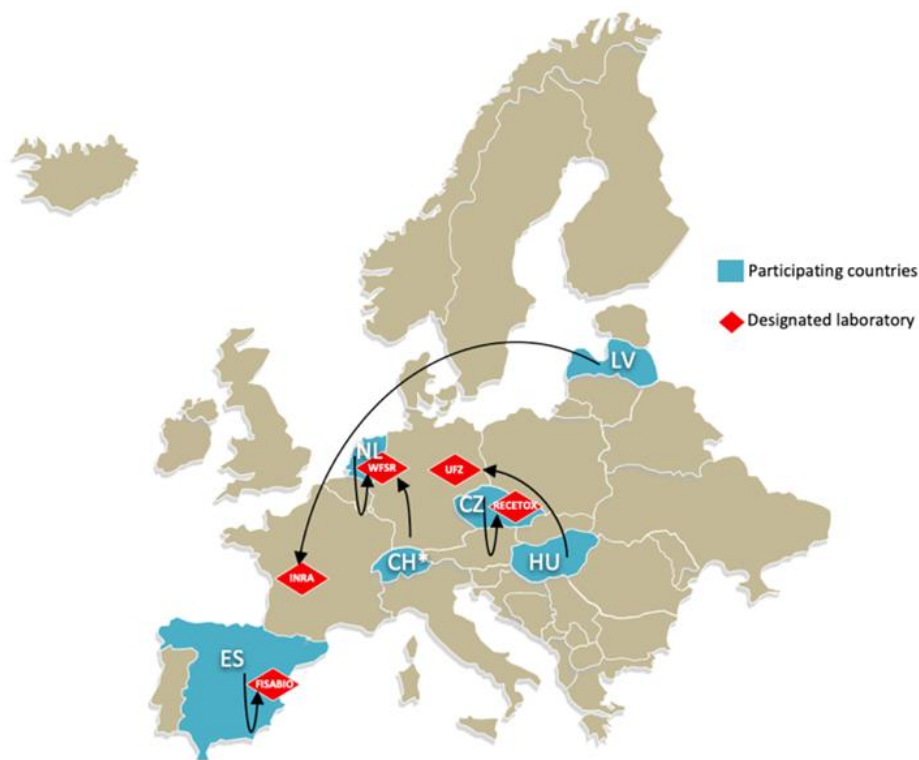 Participating countries
Designated laboratory
LV
NL
WFSR
UFZ
CZ
RECETOX
CH*
HU
INRA
ES
FISABIO